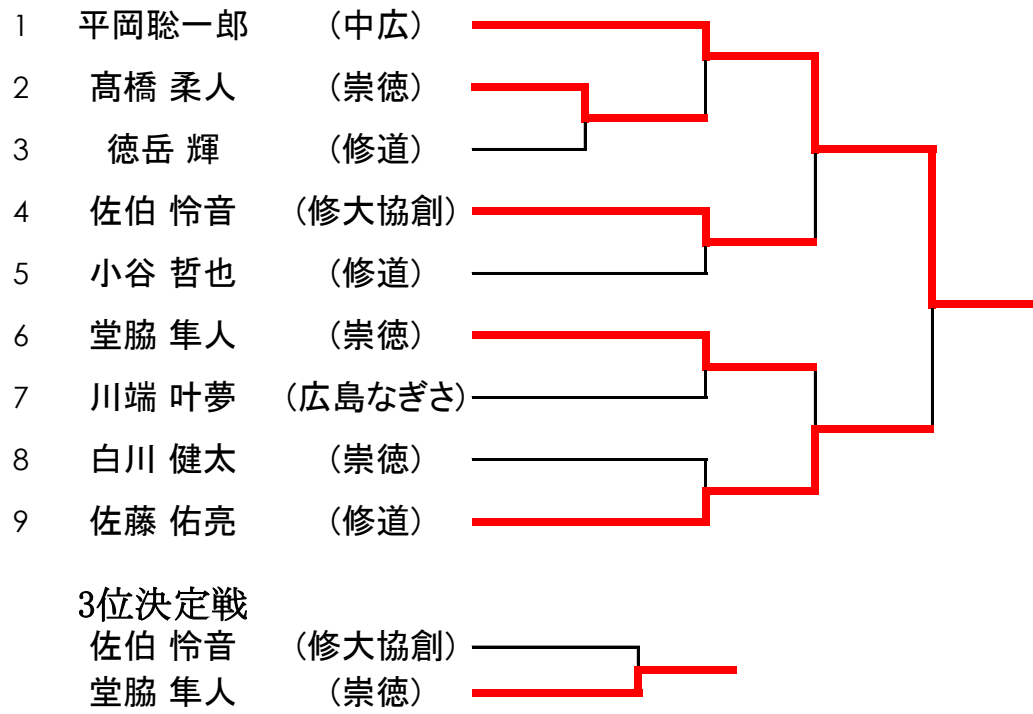 1 平岡聡一郎 (中広)
2 髙橋 柔人 (崇徳)
3 徳岳 輝 (修道)
4 佐伯 怜音 (修大協創)
5 小谷 哲也 (修道)
6 堂脇 隼人 (崇徳)
7 川端 叶夢 (広島なぎさ)
8 白川 健太 (崇徳)
9 佐藤 佑亮 (修道)
3位決定戦
佐伯 怜音 (修大協創)
堂脇 隼人 (崇徳)